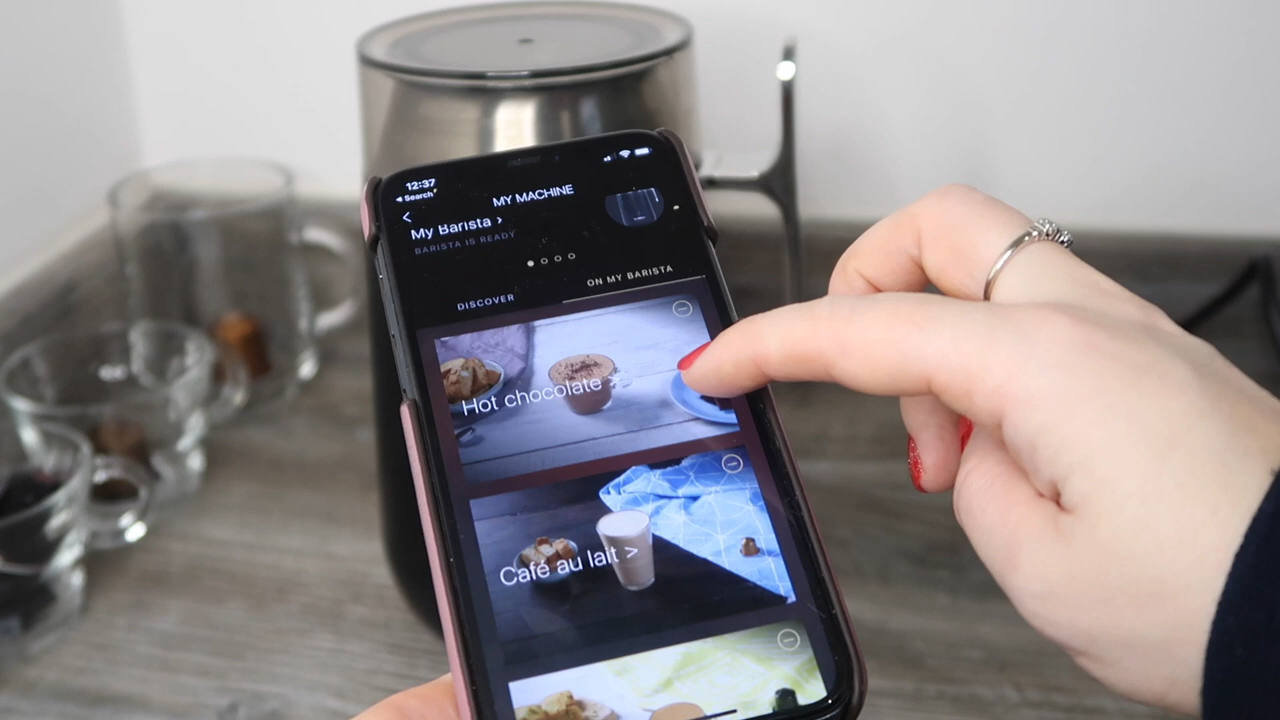 12:37
◀ Search
MY MACHINE
<
My Barista >
BARISTA IS READY
DISCOVER
ON MY BARISTA
Hot chocolate >
Café au lait >